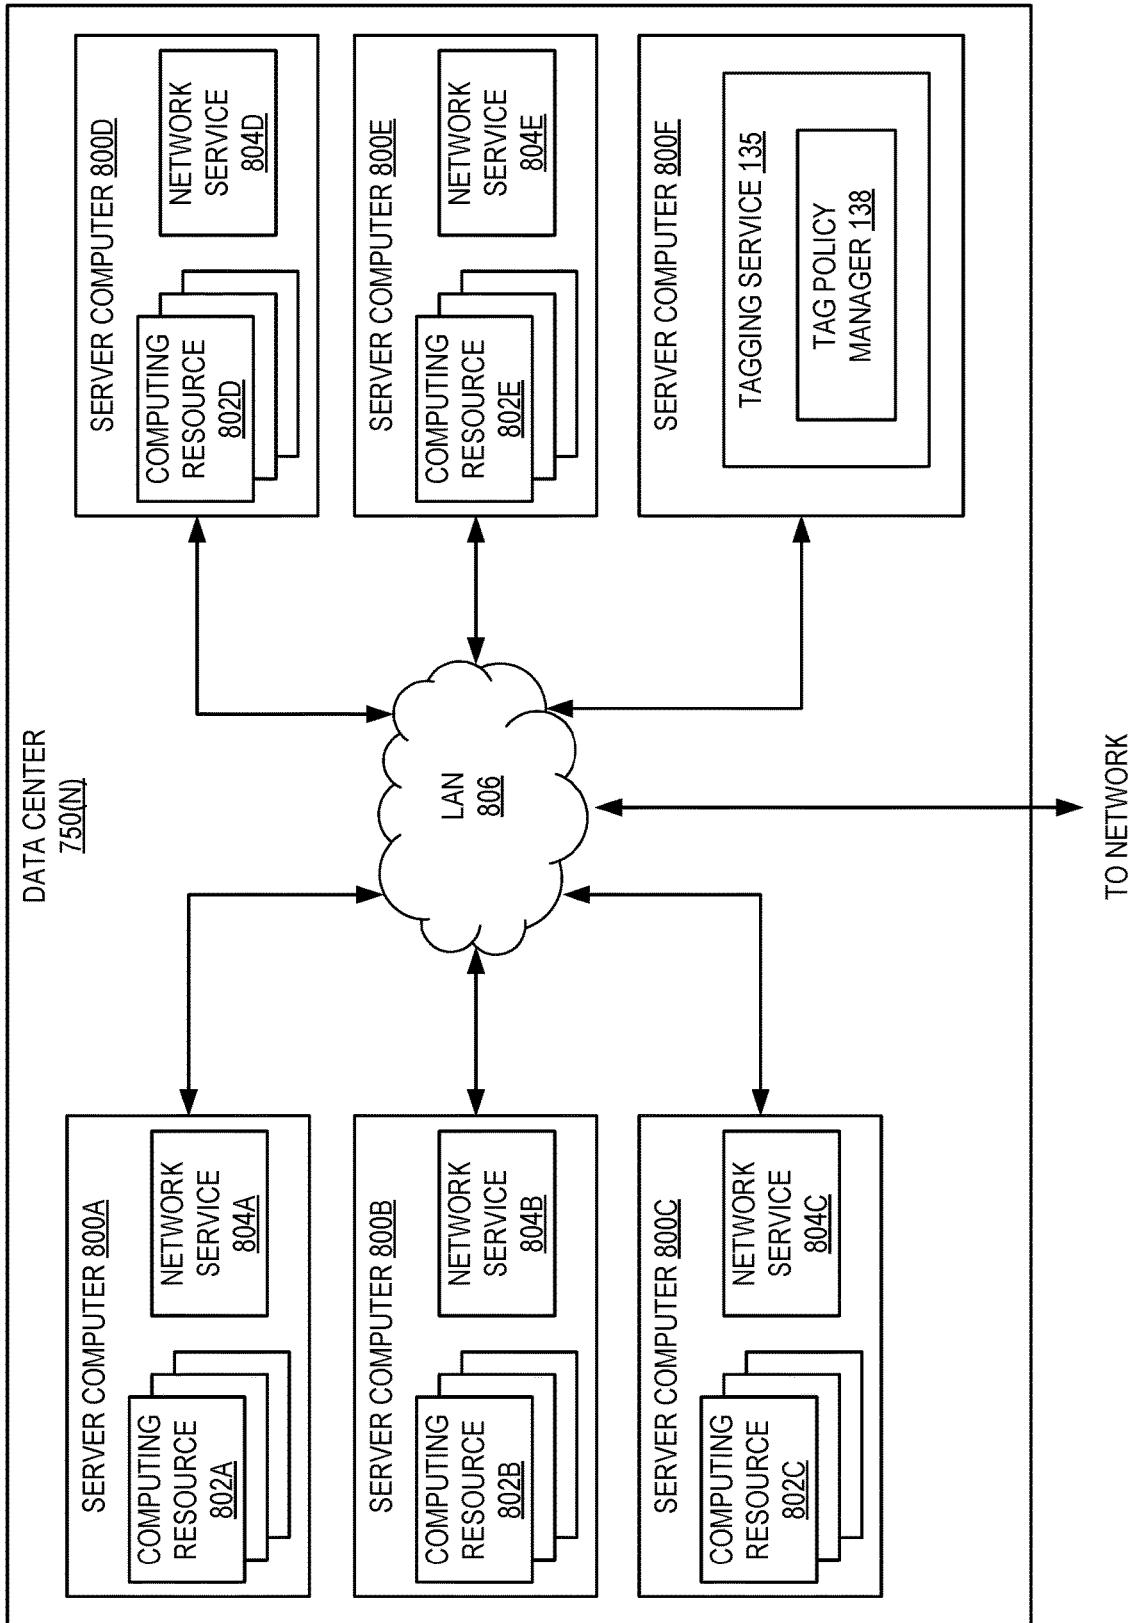 DATA CENTER
750(N)
SERVER COMPUTER 800A
COMPUTING
RESOURCE
802A
NETWORK
SERVICE
804A
SERVER COMPUTER 800B
COMPUTING
RESOURCE
802B
NETWORK
SERVICE
804B
SERVER COMPUTER 800C
COMPUTING
RESOURCE
802C
NETWORK
SERVICE
804C
LAN
806
SERVER COMPUTER 800D
COMPUTING
RESOURCE
802D
NETWORK
SERVICE
804D
SERVER COMPUTER 800E
COMPUTING
RESOURCE
802E
NETWORK
SERVICE
804E
SERVER COMPUTER 800F
TAGGING SERVICE 135
TAG POLICY
MANAGER 138
TO NETWORK